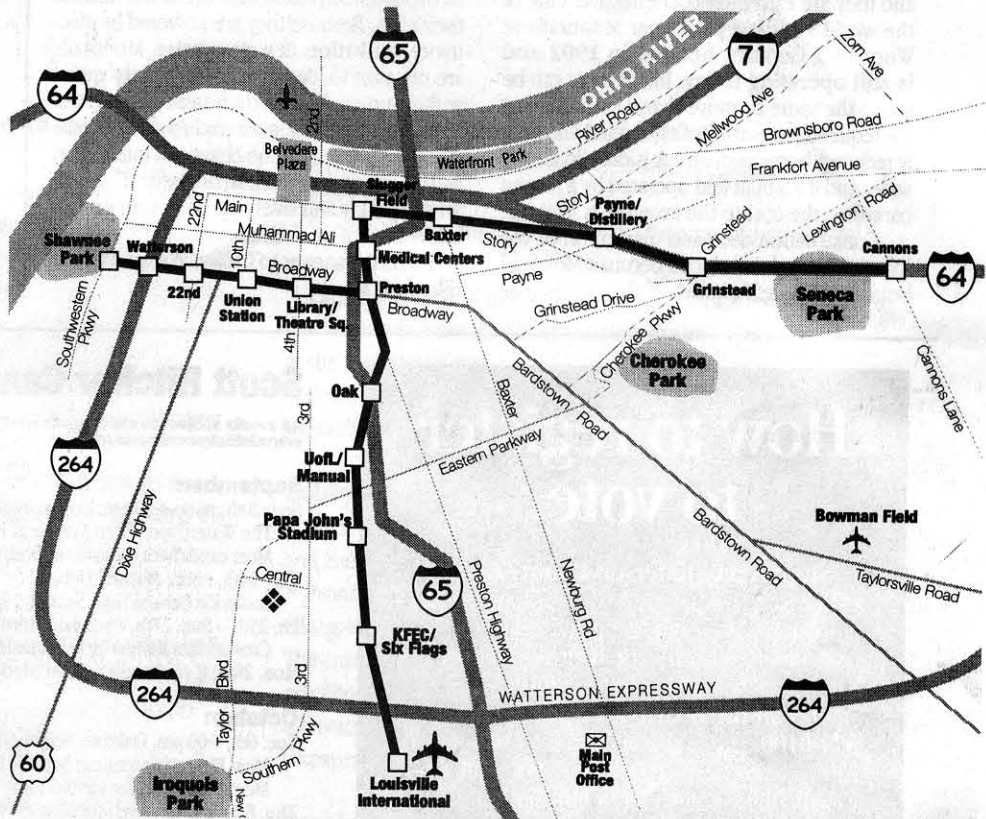 65
71
Zorn Ave
64
OHIO RIVER
2nd
River Road
Mellwood Ave
Brownsboro Road
Belvedere
Plaza
Waterfront Park
Frankfort Avenue
Slugger
Field
22nd
Main
Story
Payne/
Distillery
Grinstead
Lexington Road
Shawnee
Park
Watterson
Muhammad Ali
10th
Baxter
Story
Medical Centers
Cannons
Broadway
Payne
64
22nd
Union
Station
Library/
Theatre Sq.
Preston
Broadway
Grinstead
Seneca
Park
Grinstead Drive
Southwestern
Pkwy
4th
Cherokee Pkwy
Cherokee
Park
Cannons Lane
Oak
Bardstown Road
Baxter
3rd
264
UofL/
Manual
Eastern Parkway
Dixie Highway
Papa John's
Stadium
Bardstown Road
Bowman Field
Central
Taylorsville Road
65
Preston Highway
Newburg Rd
KFEC/
Six Flags
Taylor Blvd
3rd
264
WATTERSON EXPRESSWAY
264
60
Southern Pkwy
Main
Post
Office
Iroquois
Park
New
Louisville
International